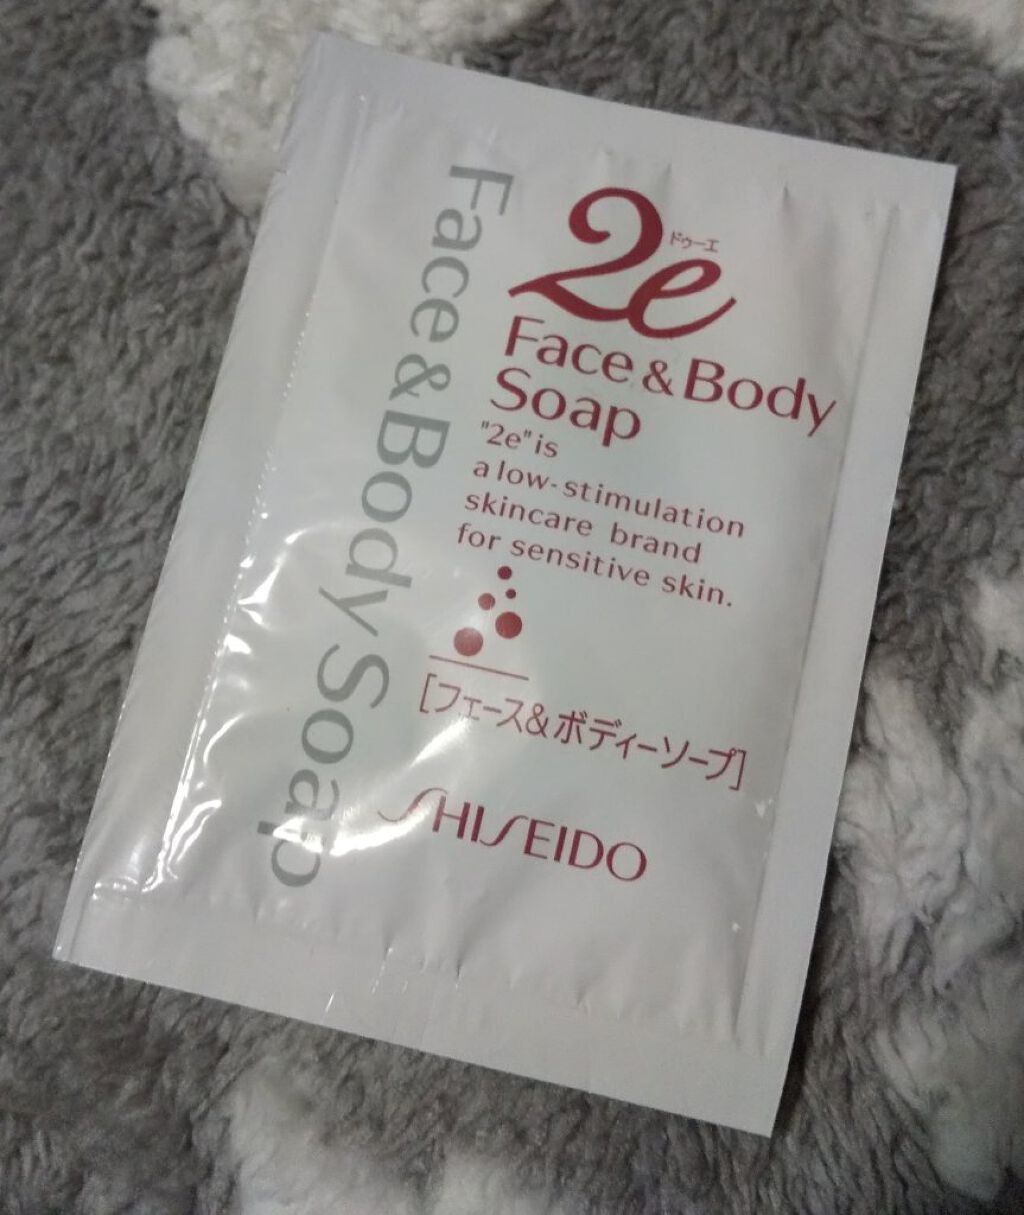 Face&Body Soap
2e
ドゥーエ
Face & Body
Soap
"2e" is
a low-stimulation
skincare brand
for sensitive skin.
[フェース&ボディーソープ]
SHISEIDO